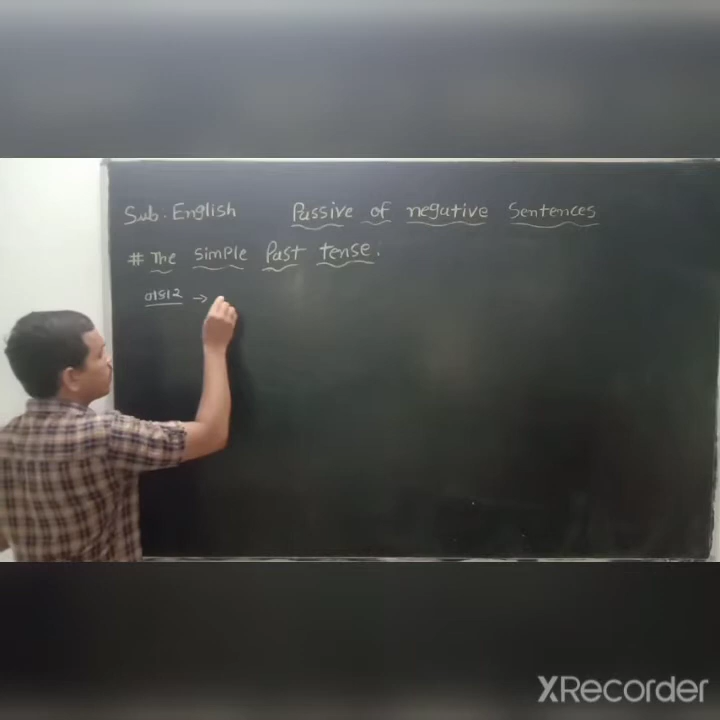 Sub. English Passive of negative Sentences
# The Simple Past tense.
→
XRecorder